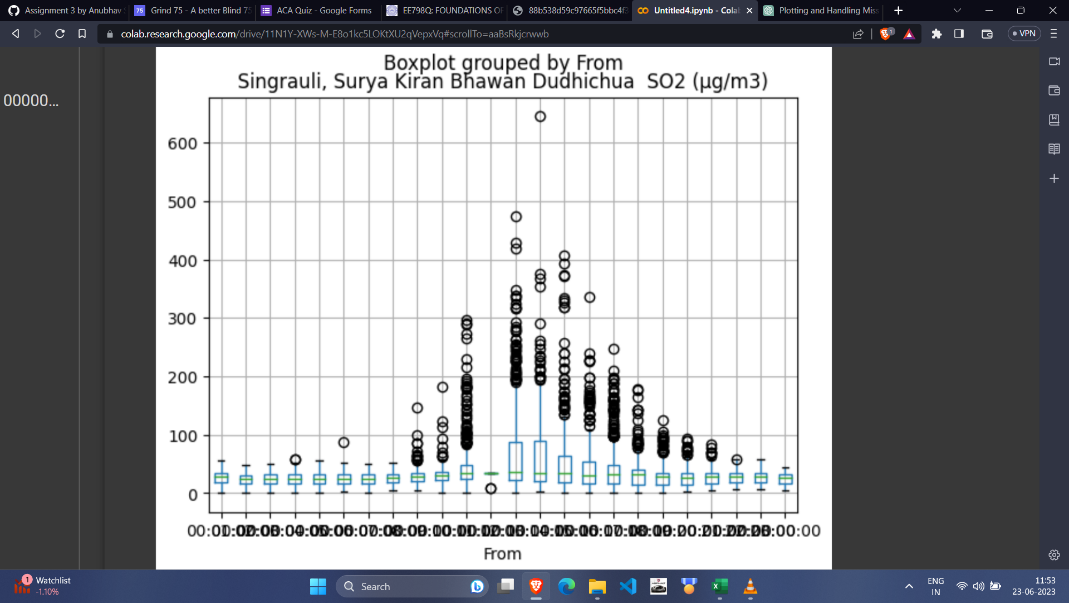 Assignment 3 by Anubhav
Grind 75 - A better Blind 7
ACA Quiz - Google Forms
EE798Q: FOUNDATIONS OF
88b538d59c97665f5bbc4f
Untitled4.ipynb - Colab
Plotting and Handling Miss
colab.research.google.com/drive/11N1Y-XWs-M-E8o1kc5LOKtXU2qVepxVq#scrollTo=aaBsRkjcrwwb
VPN
00000...
Boxplot grouped by From
Singrauli, Surya Kiran Bhawan Dudhichua SO2 (µg/m3)
600
500
400
300
200
100
0
From
1
Watchlist
-1.10%
Search
ENG
IN
11:53
23-06-2023